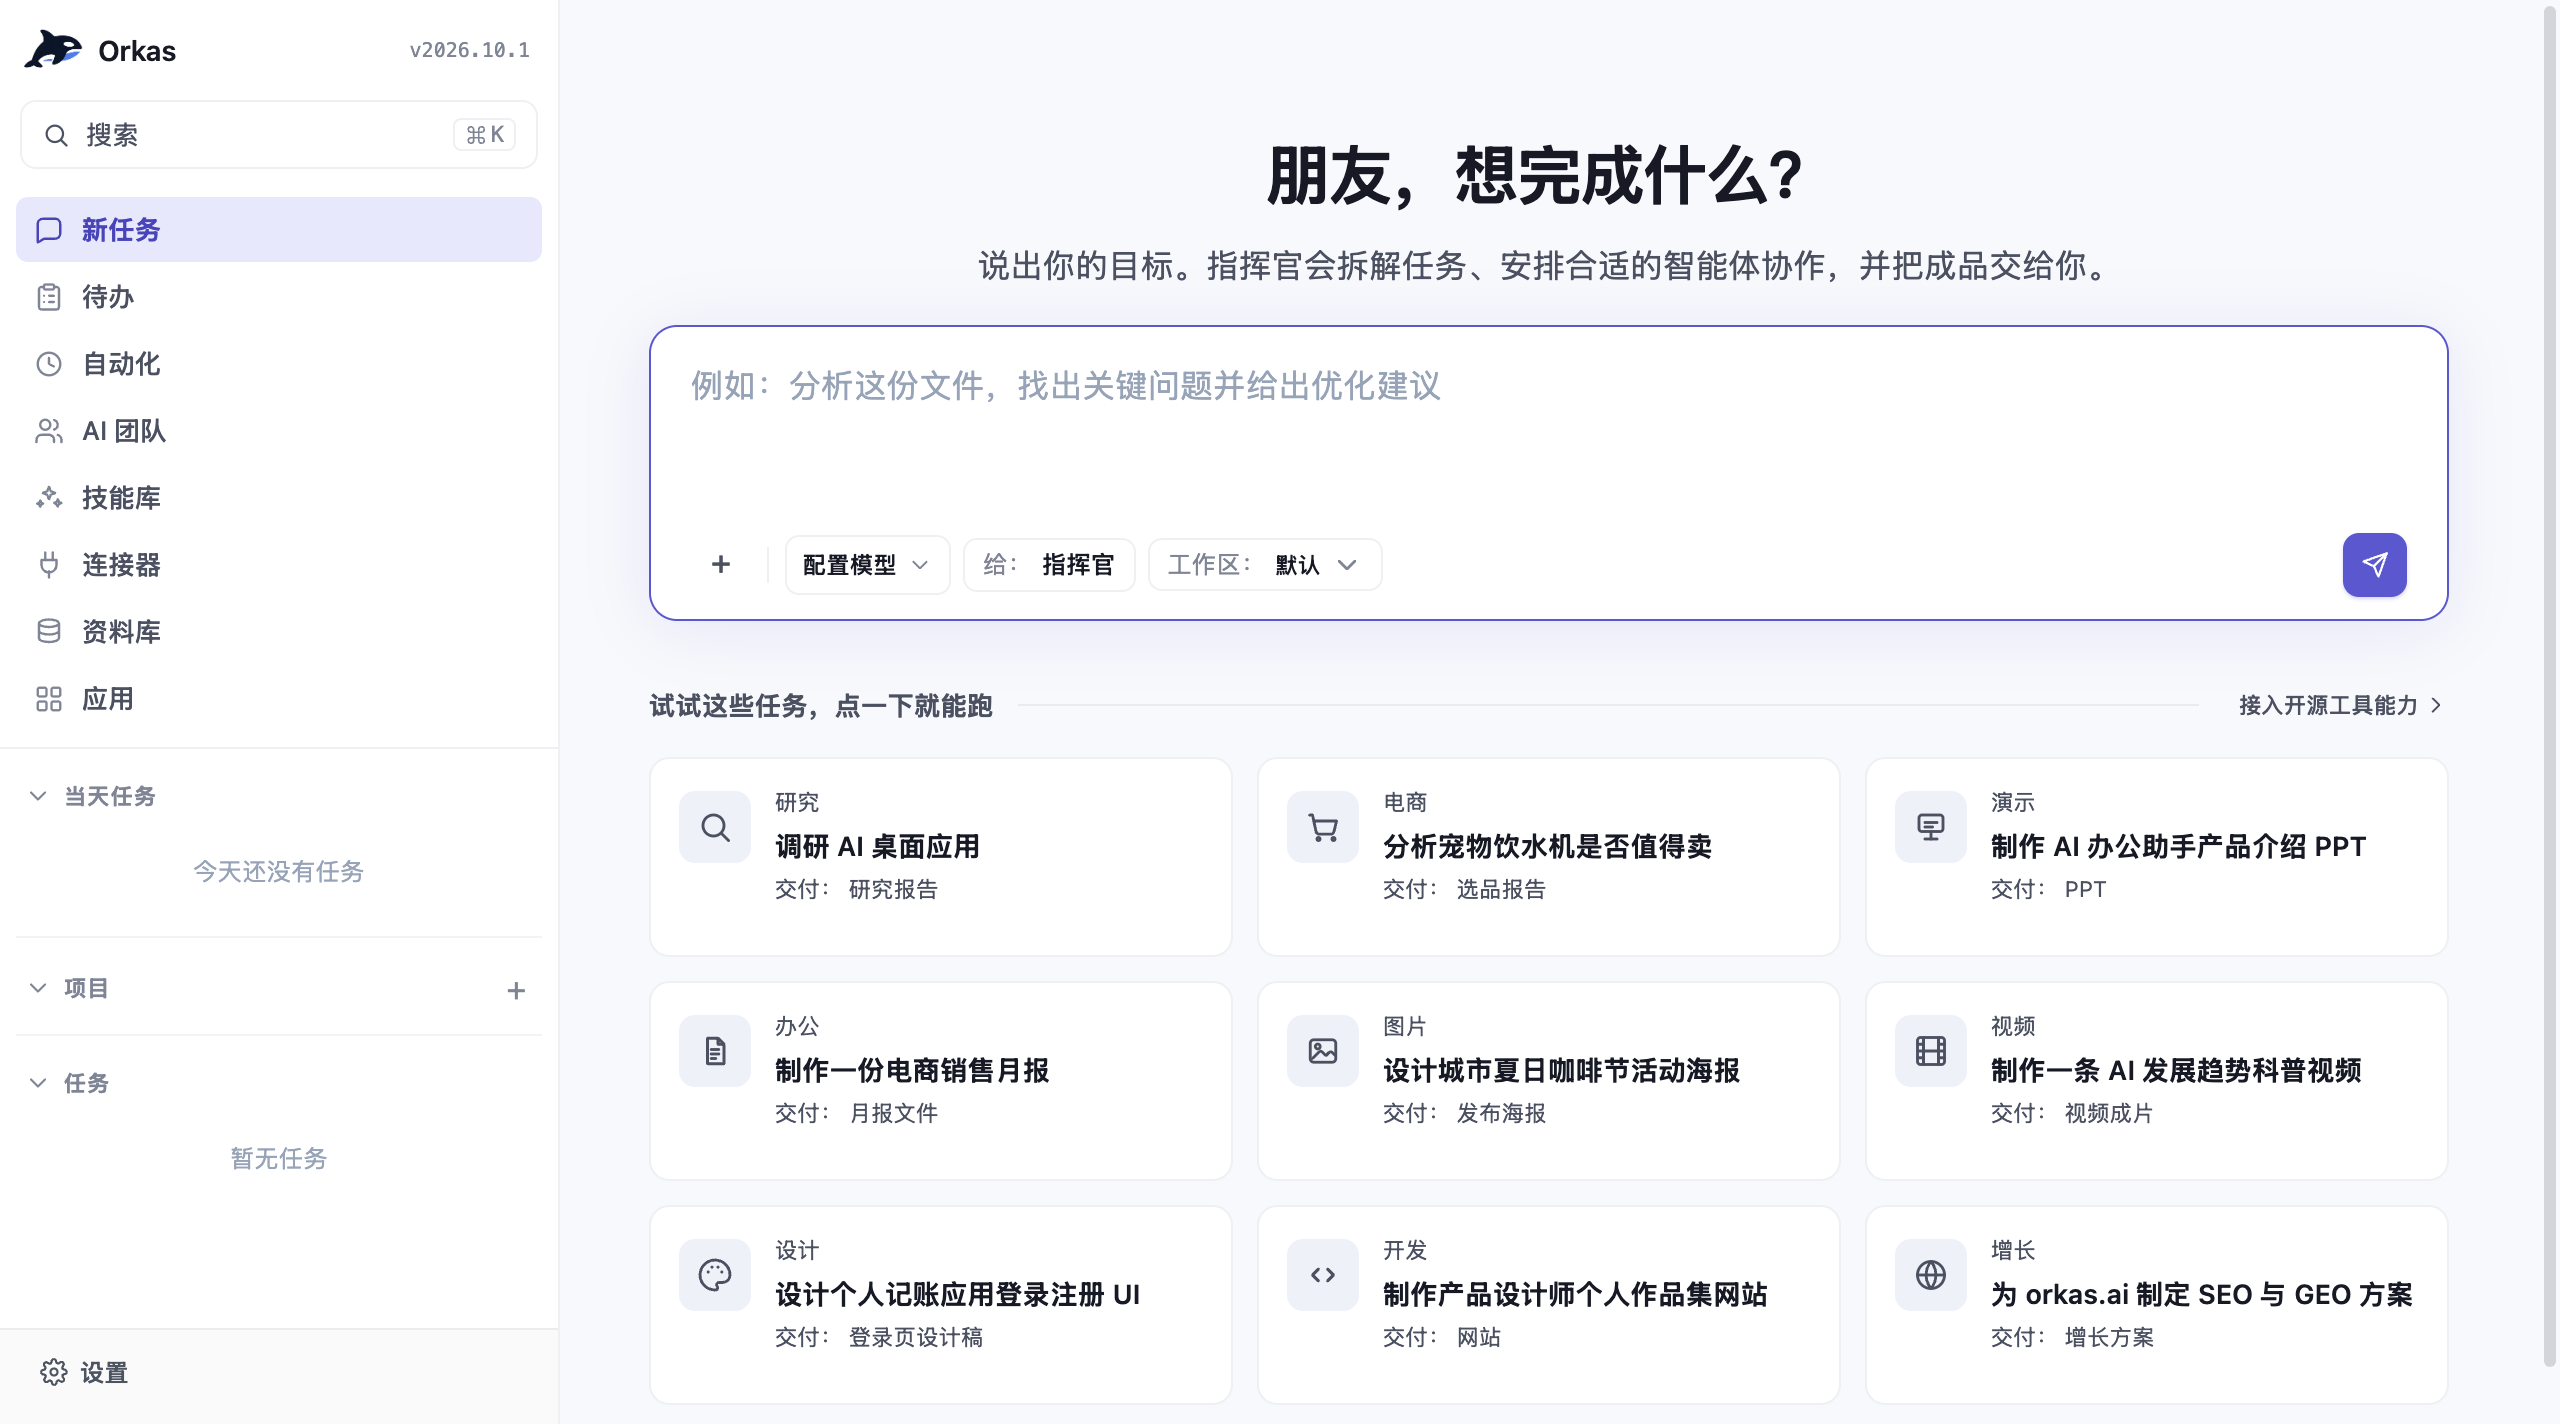 Orkas
v2026.10.1
搜索
⌘ K
新任务
待办
自动化
AI 团队
技能库
连接器
资料库
应用
当天任务
今天还没有任务
项目
任务
暂无任务
设置
朋友，想完成什么？
说出你的目标。指挥官会拆解任务、安排合适的智能体协作，并把成品交给你。
例如：分析这份文件，找出关键问题并给出优化建议
配置模型
给： 指挥官
工作区： 默认
试试这些任务，点一下就能跑
接入开源工具能力
研究
调研 AI 桌面应用
交付： 研究报告
电商
分析宠物饮水机是否值得卖
交付： 选品报告
演示
制作 AI 办公助手产品介绍 PPT
交付： PPT
办公
制作一份电商销售月报
交付： 月报文件
图片
设计城市夏日咖啡节活动海报
交付： 发布海报
视频
制作一条 AI 发展趋势科普视频
交付： 视频成片
设计
设计个人记账应用登录注册 UI
交付： 登录页设计稿
开发
制作产品设计师个人作品集网站
交付： 网站
增长
为 orkas.ai 制定 SEO 与 GEO 方案
交付： 增长方案